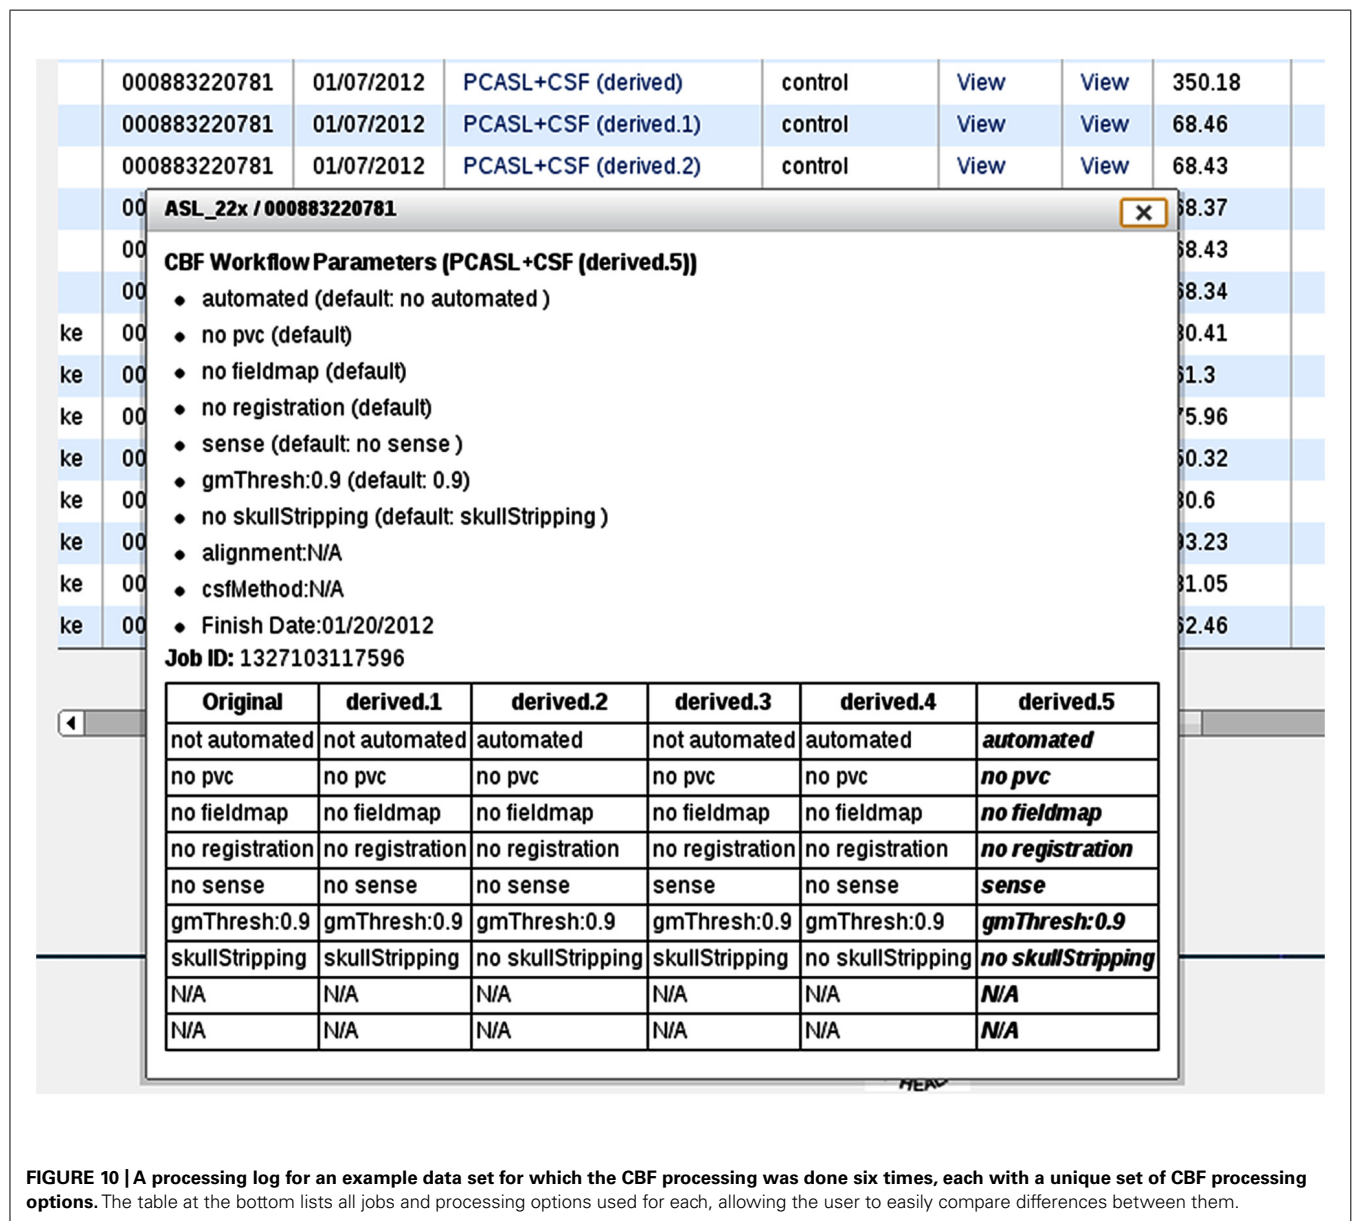 000883220781 01/07/2012 PCASL+CSF (derived) control View View 350.18
000883220781 01/07/2012 PCASL+CSF (derived.1) control View View 68.46
000883220781 01/07/2012 PCASL+CSF (derived.2) control View View 68.43
ASL_22x / 000883220781
CBF Workflow Parameters (PCASL+CSF (derived.5))
● automated (default: no automated )
● no pvc (default)
● no fieldmap (default)
● no registration (default)
● sense (default: no sense )
● gmThresh:0.9 (default: 0.9)
● no skullStripping (default: skullStripping )
● alignment:N/A
● csfMethod:N/A
● Finish Date:01/20/2012
Job ID: 1327103117596
Original derived.1 derived.2 derived.3 derived.4 derived.5
not automated not automated automated not automated automated automated
no pvc no pvc no pvc no pvc no pvc no pvc
no fieldmap no fieldmap no fieldmap no fieldmap no fieldmap no fieldmap
no registration no registration no registration no registration no registration no registration
no sense no sense no sense sense no sense sense
gmThresh:0.9 gmThresh:0.9 gmThresh:0.9 gmThresh:0.9 gmThresh:0.9 gmThresh:0.9
skullStripping skullStripping no skullStripping skullStripping no skullStripping no skullStripping
N/A N/A N/A N/A N/A N/A
N/A N/A N/A N/A N/A N/A
HEAD
FIGURE 10 | A processing log for an example data set for which the CBF processing was done six times, each with a unique set of CBF processing
options. The table at the bottom lists all jobs and processing options used for each, allowing the user to easily compare differences between them.